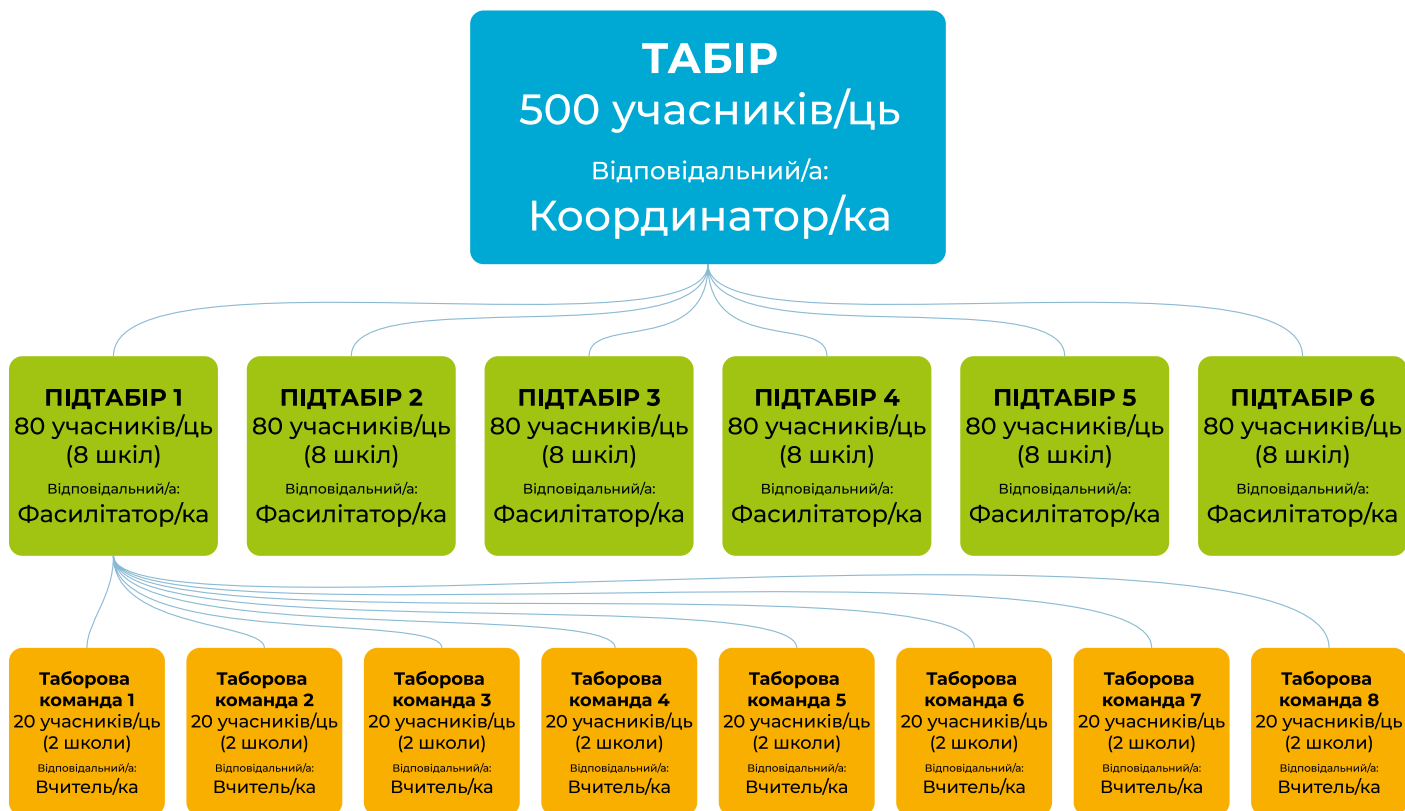 ТАБІР
500 учасників/ць
Відповідальний/а:
Координатор/ка
ПІДТАБІР 1
80 учасників/ць
(8 шкіл)
Відповідальний/а:
Фасилітатор/ка
ПІДТАБІР 2
80 учасників/ць
(8 шкіл)
Відповідальний/а:
Фасилітатор/ка
ПІДТАБІР 3
80 учасників/ць
(8 шкіл)
Відповідальний/а:
Фасилітатор/ка
ПІДТАБІР 4
80 учасників/ць
(8 шкіл)
Відповідальний/а:
Фасилітатор/ка
ПІДТАБІР 5
80 учасників/ць
(8 шкіл)
Відповідальний/а:
Фасилітатор/ка
ПІДТАБІР 6
80 учасників/ць
(8 шкіл)
Відповідальний/а:
Фасилітатор/ка
Таборова
команда 1
20 учасників/ць
(2 школи)
Відповідальний/а:
Вчитель/ка
Таборова
команда 2
20 учасників/ць
(2 школи)
Відповідальний/а:
Вчитель/ка
Таборова
команда 3
20 учасників/ць
(2 школи)
Відповідальний/а:
Вчитель/ка
Таборова
команда 4
20 учасників/ць
(2 школи)
Відповідальний/а:
Вчитель/ка
Таборова
команда 5
20 учасників/ць
(2 школи)
Відповідальний/а:
Вчитель/ка
Таборова
команда 6
20 учасників/ць
(2 школи)
Відповідальний/а:
Вчитель/ка
Таборова
команда 7
20 учасників/ць
(2 школи)
Відповідальний/а:
Вчитель/ка
Таборова
команда 8
20 учасників/ць
(2 школи)
Відповідальний/а:
Вчитель/ка